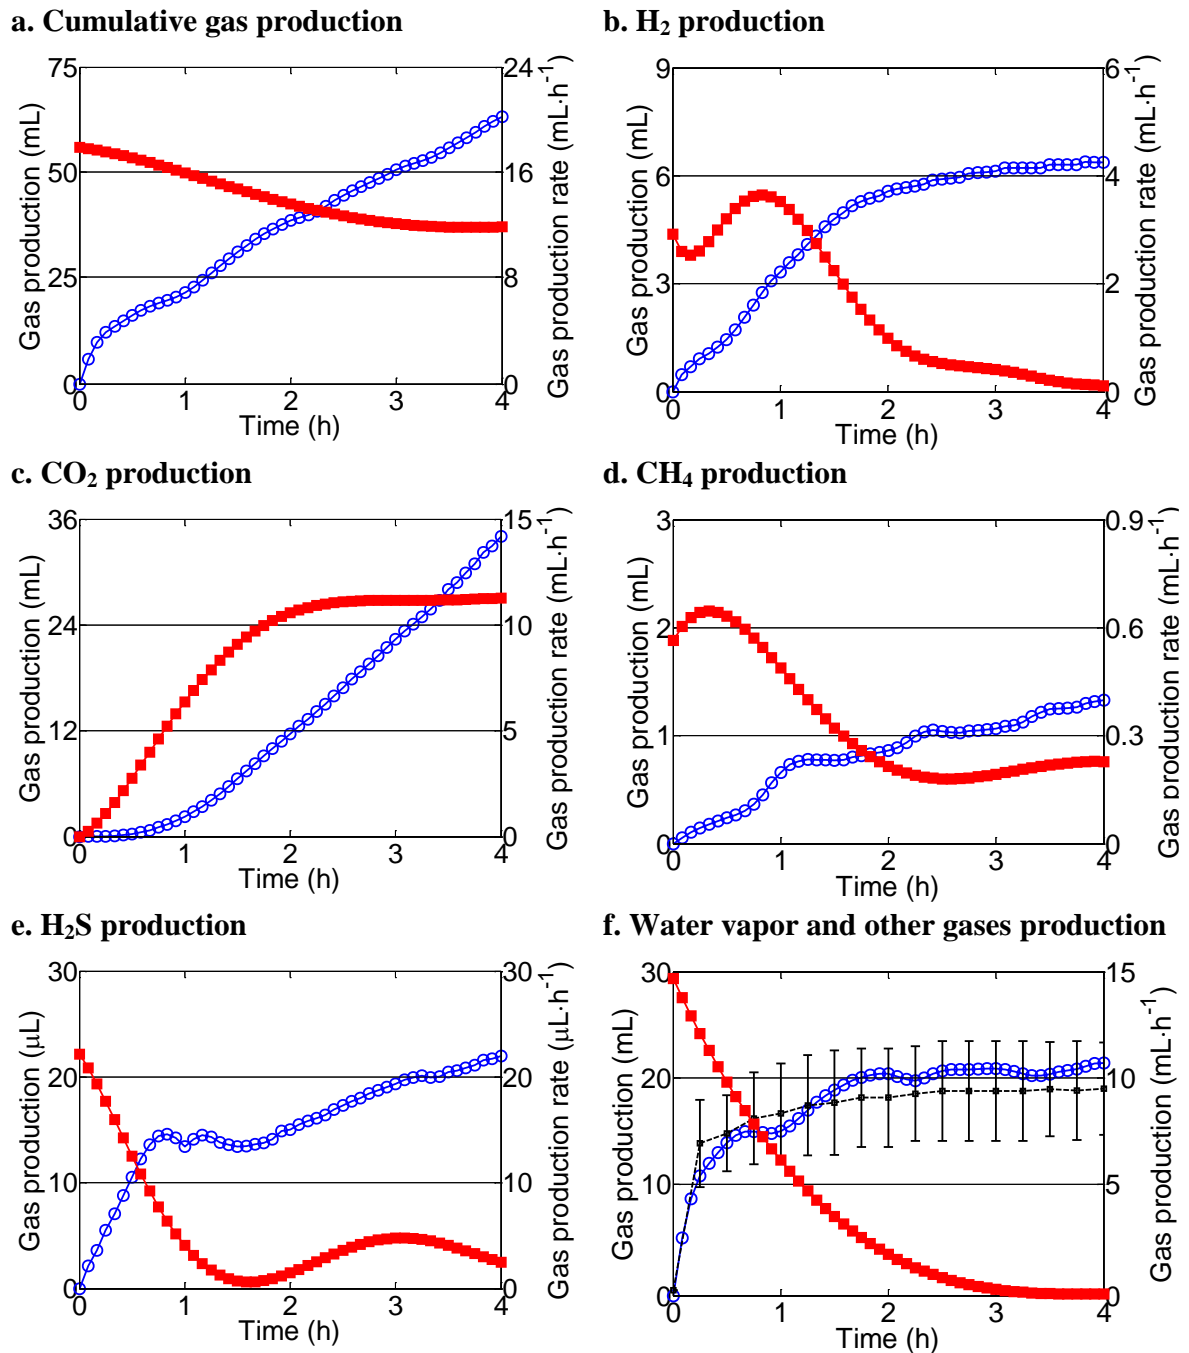 a. Cumulative gas production
75
50
25
0
24
16
8
0
0 1 2 3 4
Gas production (mL)
Gas production rate (mL·h⁻¹)
Time (h)
b. H₂ production
9
6
3
0
6
4
2
0
0 1 2 3 4
Gas production (mL)
Gas production rate (mL·h⁻¹)
Time (h)
c. CO₂ production
36
24
12
0
15
10
5
0
0 1 2 3 4
Gas production (mL)
Gas production rate (mL·h⁻¹)
Time (h)
d. CH₄ production
3
2
1
0
0.9
0.6
0.3
0
0 1 2 3 4
Gas production (mL)
Gas production rate (mL·h⁻¹)
Time (h)
e. H₂S production
30
20
10
0
30
20
10
0
0 1 2 3 4
Gas production (μL)
Gas production rate (μL·h⁻¹)
Time (h)
f. Water vapor and other gases production
30
20
10
0
15
10
5
0
0 1 2 3 4
Gas production (mL)
Gas production rate (mL·h⁻¹)
Time (h)